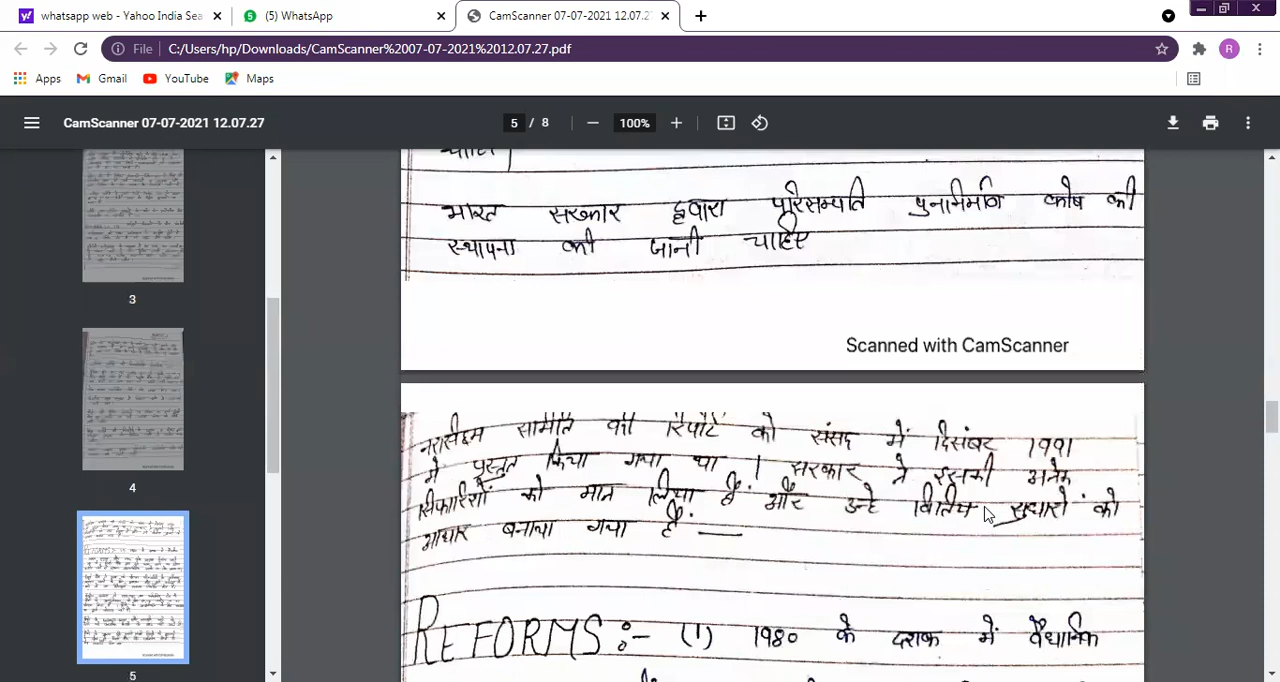 whatsapp web - Yahoo India Sea
(5) WhatsApp
CamScanner 07-07-2021 12.07.2
File C:/Users/hp/Downloads/CamScanner%2007-07-2021%2012.07.27.pdf
R
Apps Gmail YouTube Maps
CamScanner 07-07-2021 12.07.27
5 / 8
100%
भारत सरकार द्ववारा परिसम्पति पुनर्निर्माण कोष की
स्थापना की जानी चाहिए
Scanned with CamScanner
नरसिंहम समिति की रिपोर्ट को संसद में दिसंबर 1991
में प्रस्तुत किया गया था । सरकार ने इसकी अनेक
सिफारिशों को मान लिया है और उन्हे वित्तिय सुधारों को
आधार बनाया गया है —
REFORMS :- (1) 1980 के दशक में वैधानिक
3
4
5